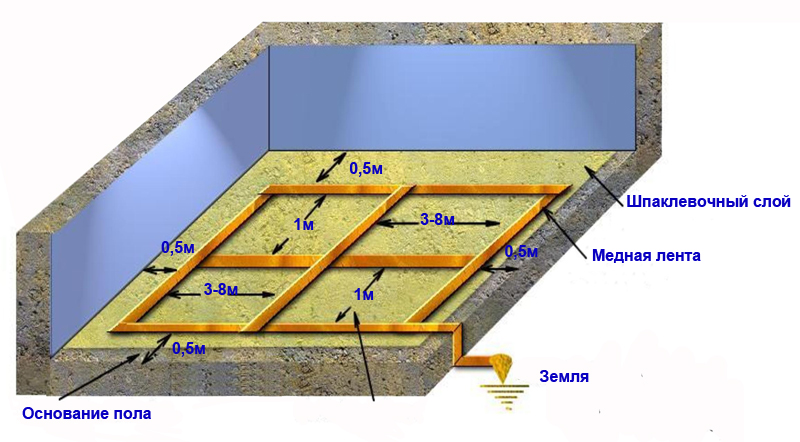 0,5м
Шпаклевочный слой
1м
3-8м
0,5м
0,5м
Медная лента
3-8м
1м
0,5м
Земля
Основание пола